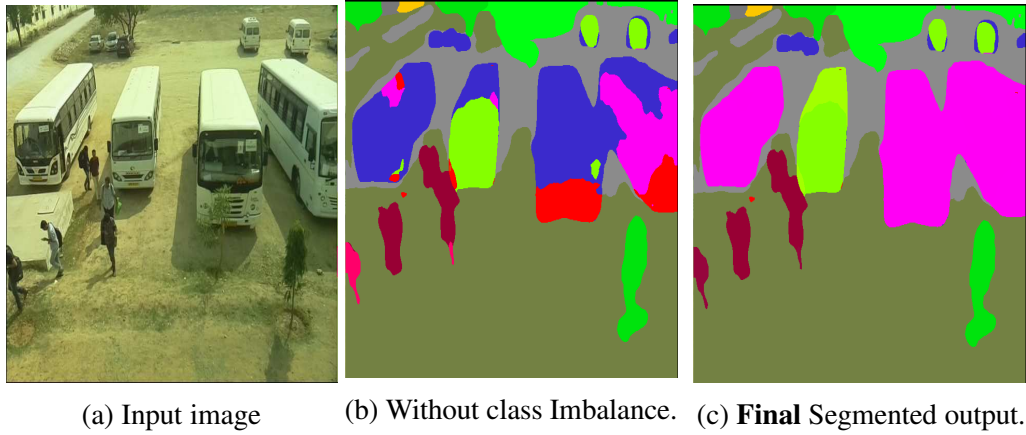 (a) Input image
(b) Without class Imbalance.
(c) Final Segmented output.